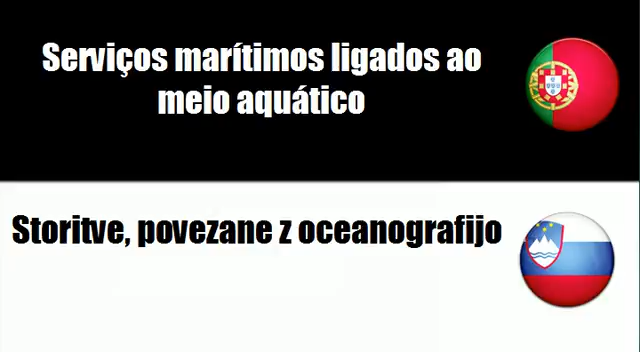 Serviços marítimos ligados ao
meio aquático
Storitve, povezane z oceanografijo